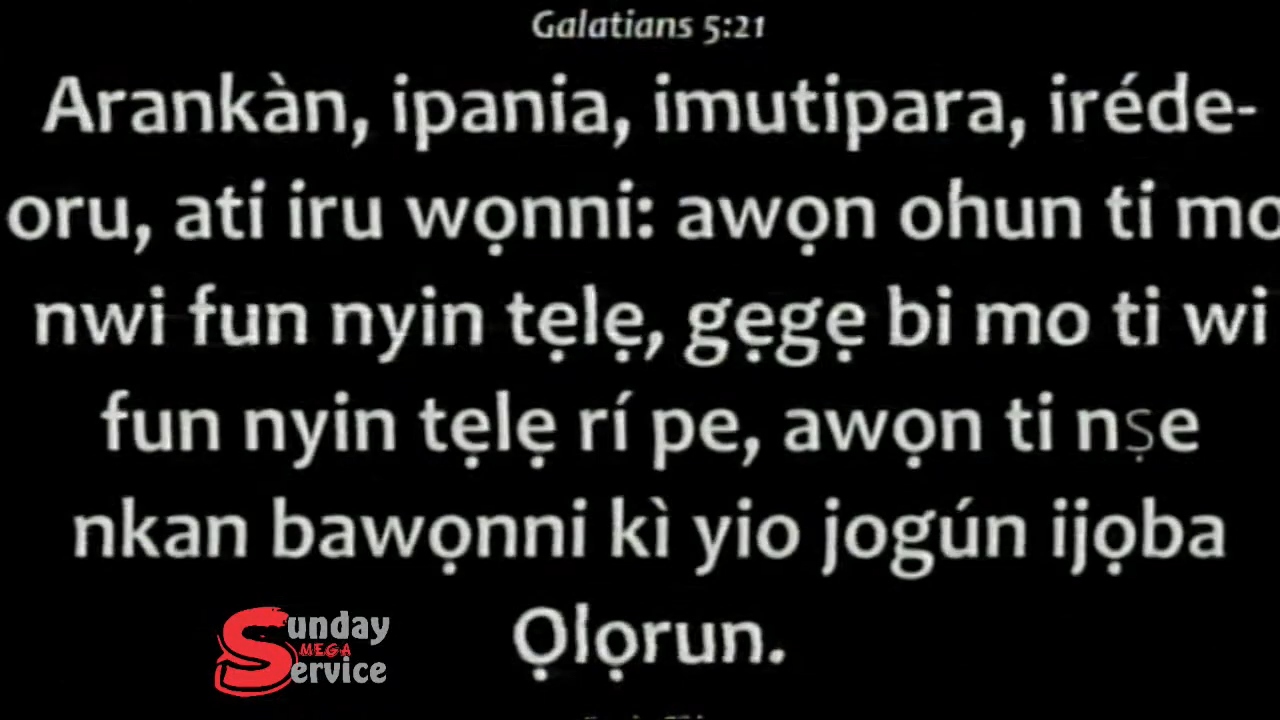 Galatians 5:21
Arankàn, ipania, imutipara, iréde-
oru, ati iru wọnni: awọn ohun ti mo
nwi fun nyin tẹlẹ, gẹgẹ bi mo ti wi
fun nyin tẹlẹ rí pe, awọn ti nṣe
nkan bawọnni kì yio jogún ijọba
Ọlọrun.
Sunday
MEGA
Service